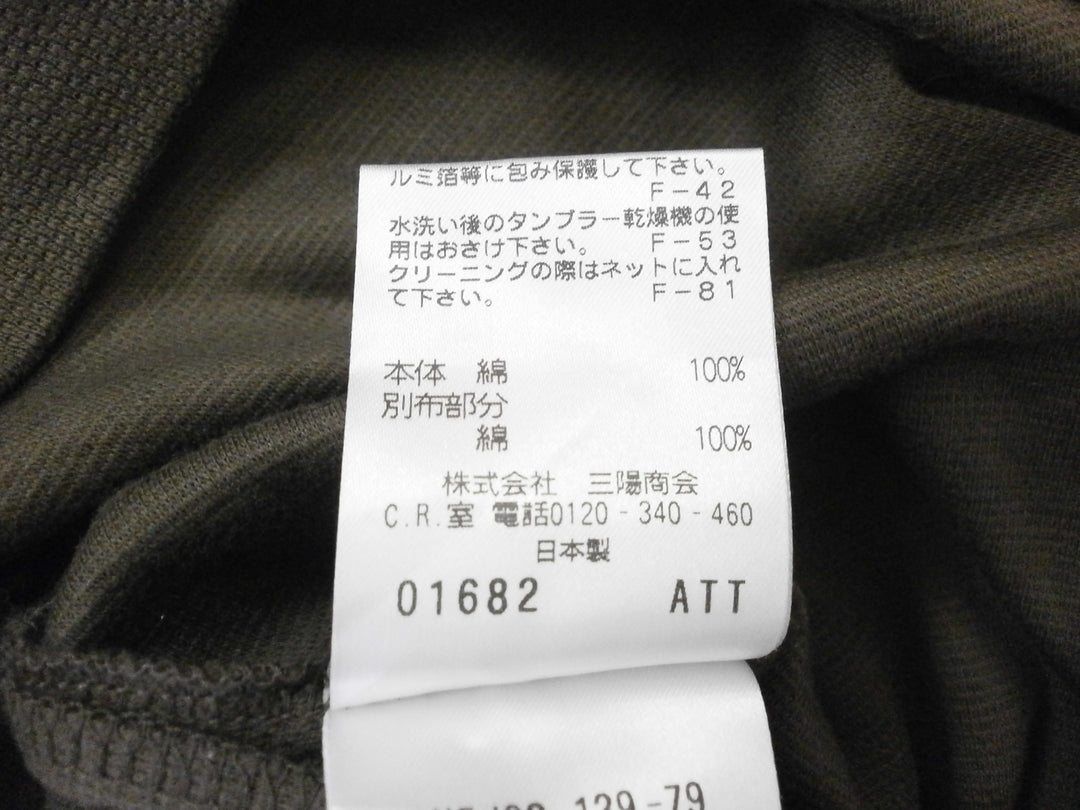 ルミ箔等に包み保護して下さい。
F-42
水洗い後のタンブラー乾燥機の使
用はおさけ下さい。 F-53
クリーニングの際はネットに入れ
て下さい。 F-81
本体 綿 100%
別布部分
綿 100%
株式会社 三陽商会
C.R.室 電話0120-340-460
日本製
01682 ATT
139-79